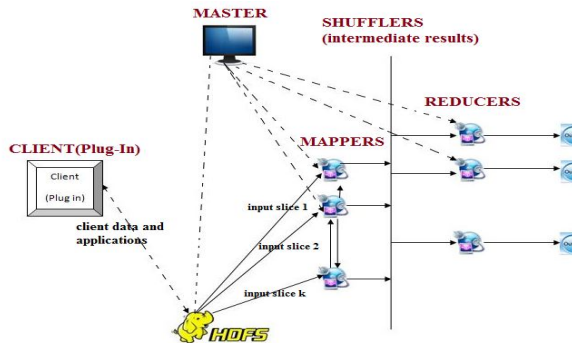 MASTER
SHUFFLERS
(intermediate results)
REDUCERS
MAPPERS
CLIENT(Plug-In)
Client
(Plug in)
client data and
applications
input slice 1
input slice 2
input slice k
HDFS